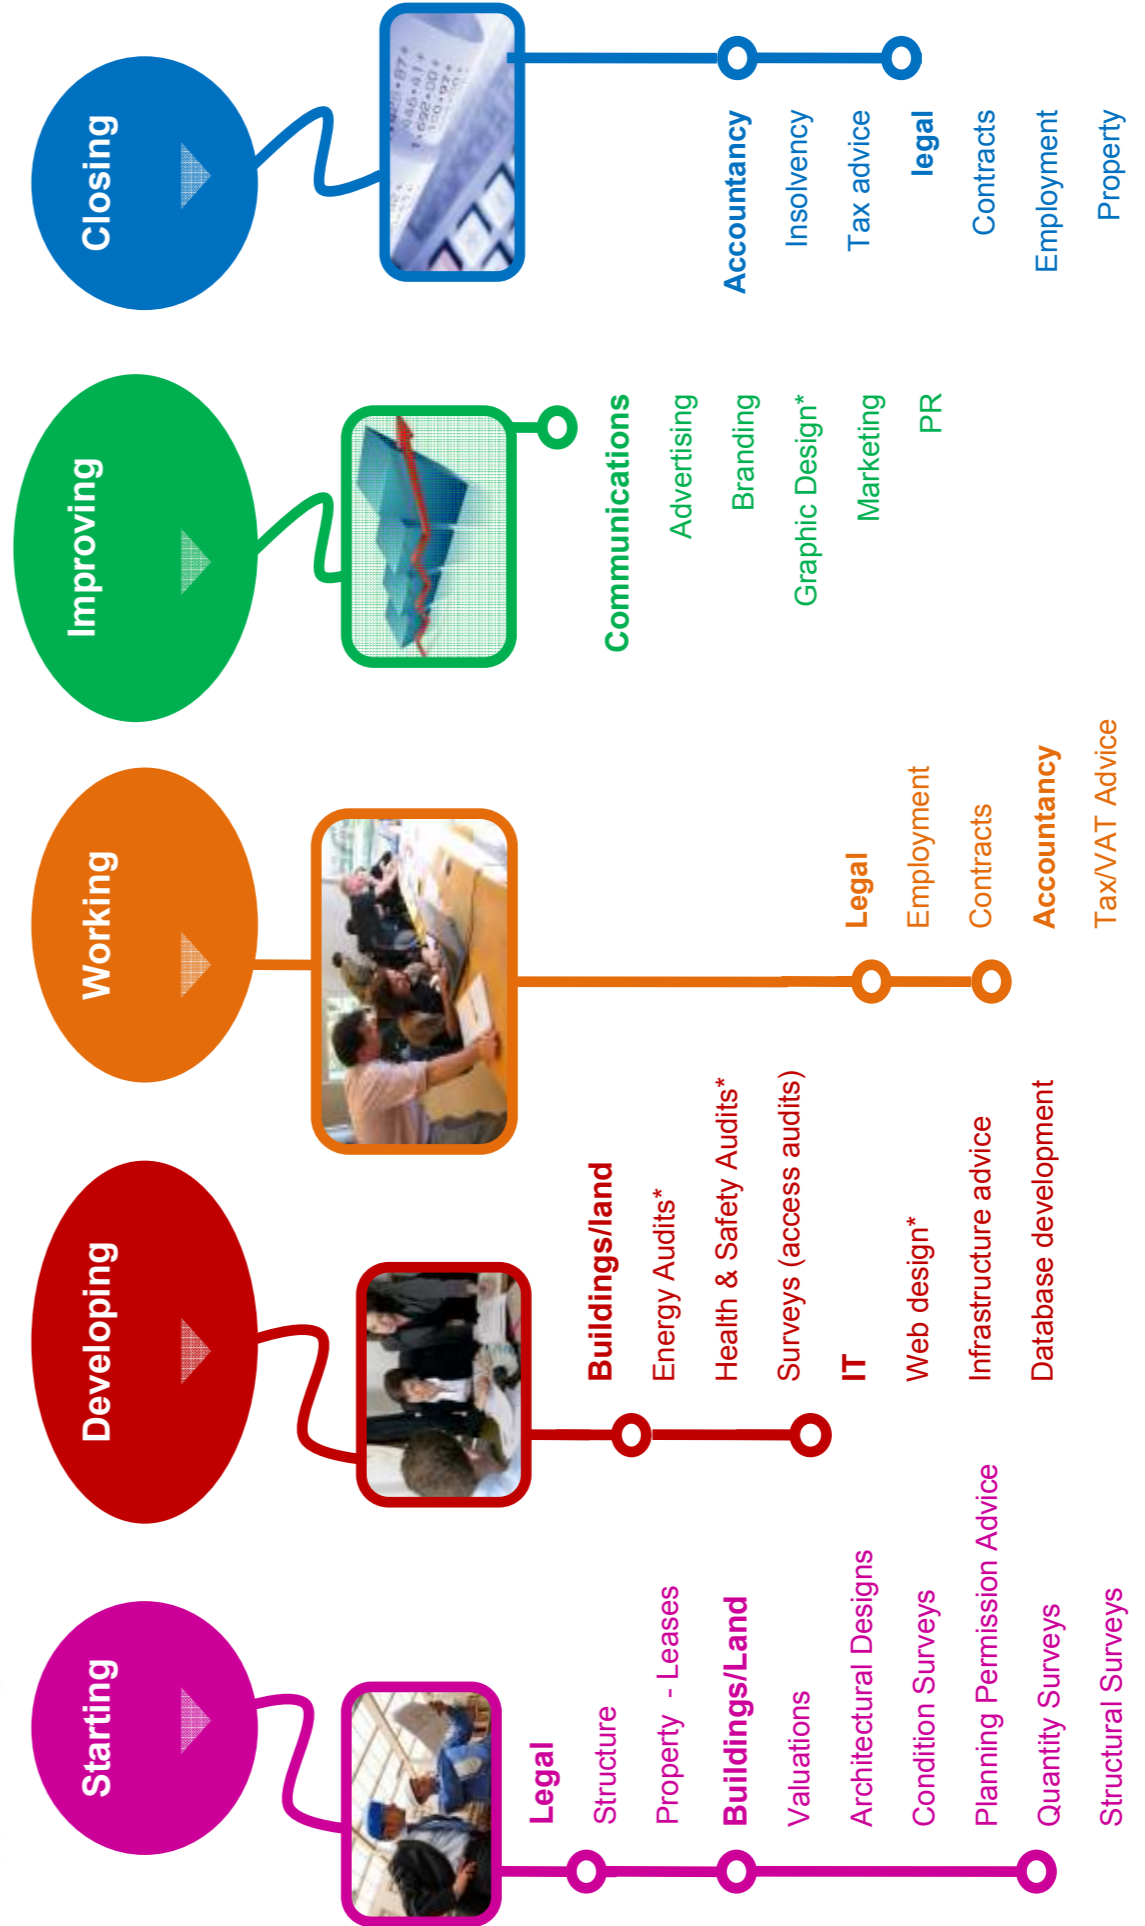 Starting
Legal
Structure
Property - Leases
Buildings/Land
Valuations
Architectural Designs
Condition Surveys
Planning Permission Advice
Quantity Surveys
Structural Surveys
Developing
Buildings/land
Energy Audits*
Health & Safety Audits*
Surveys (access audits)
IT
Web design*
Infrastructure advice
Database development
Working
Legal
Employment
Contracts
Accountancy
Tax/VAT Advice
Improving
Communications
Advertising
Branding
Graphic Design*
Marketing
PR
Closing
Accountancy
Insolvency
Tax advice
legal
Contracts
Employment
Property